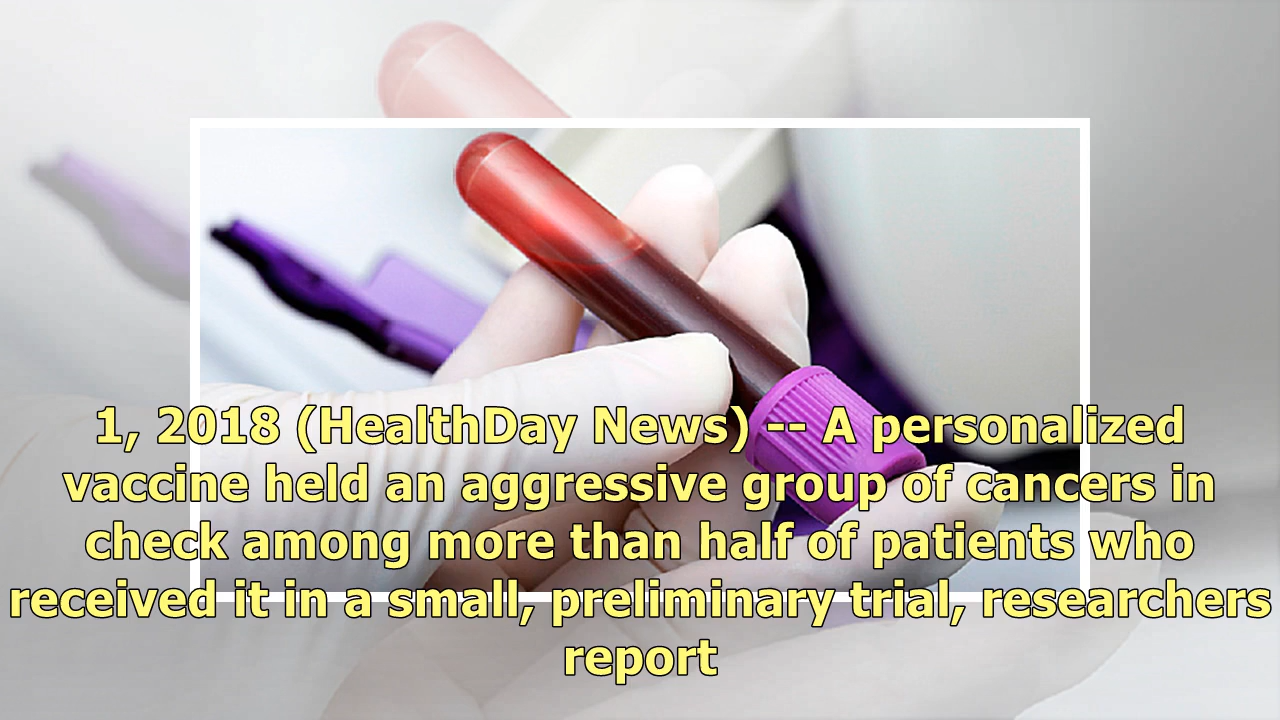 1, 2018 (HealthDay News) -- A personalized
vaccine held an aggressive group of cancers in
check among more than half of patients who
received it in a small, preliminary trial, researchers
report